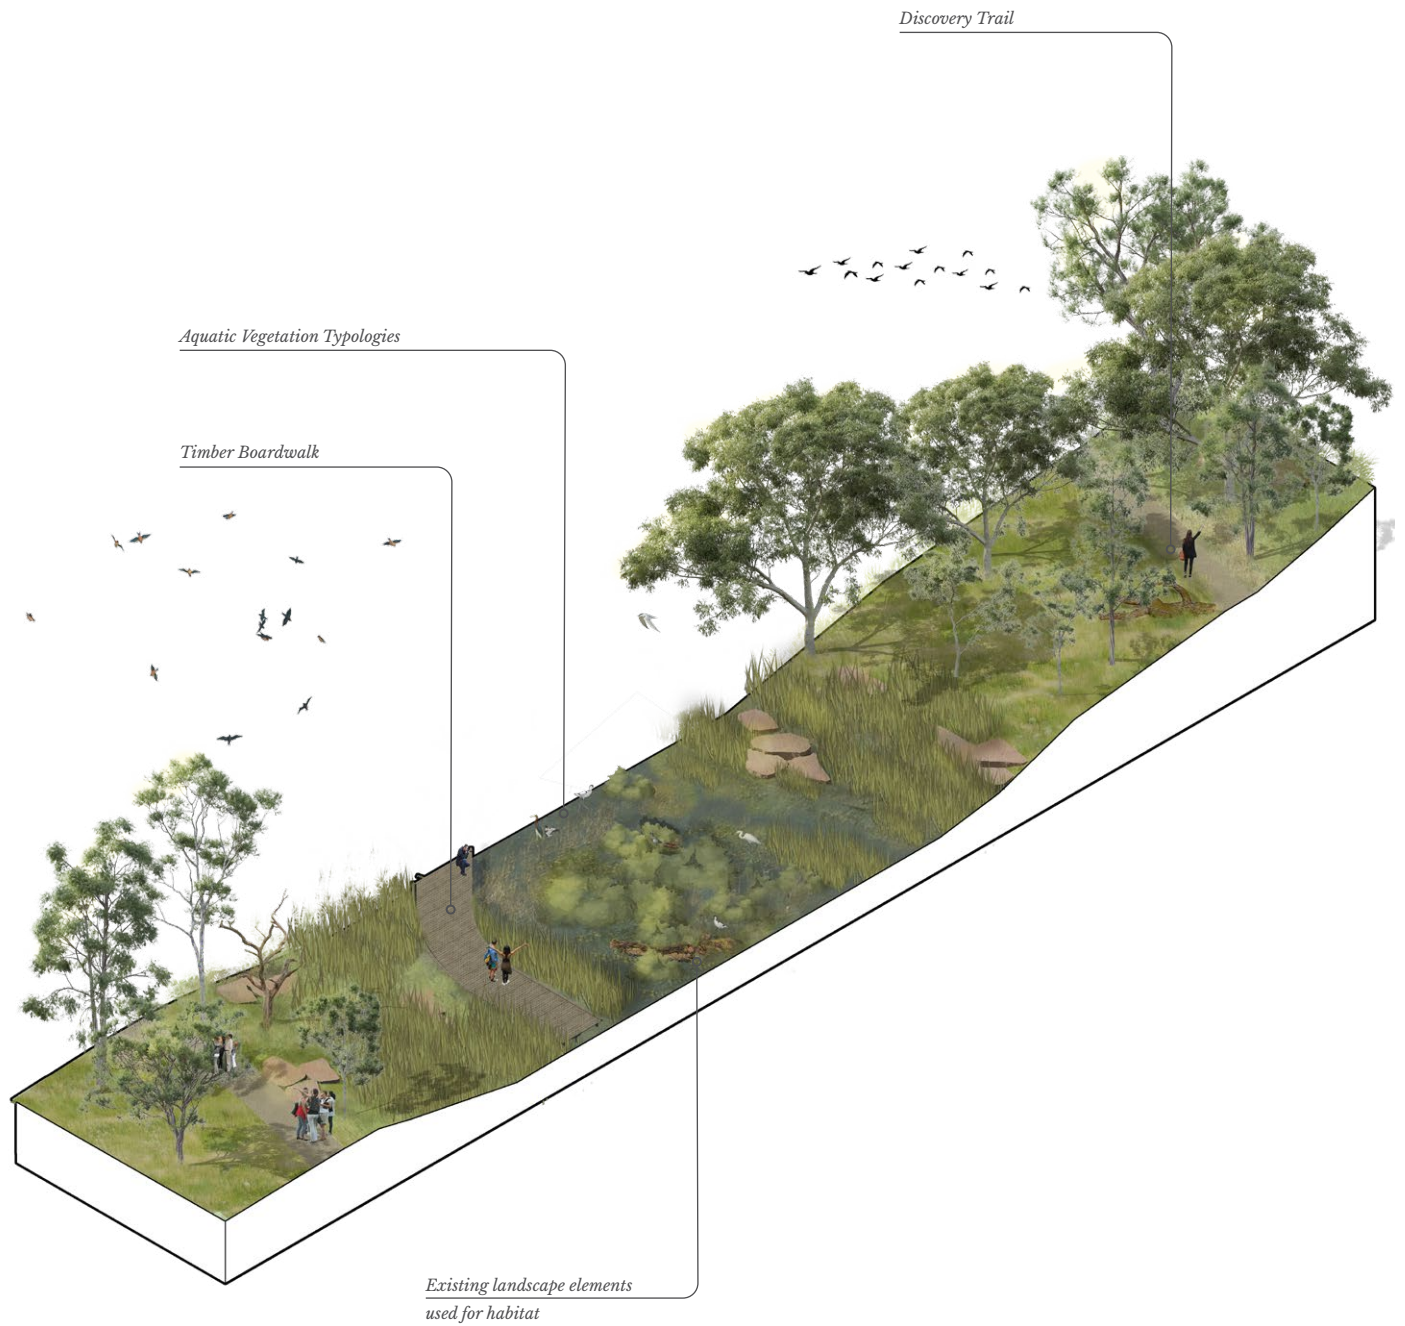 Discovery Trail
Aquatic Vegetation Typologies
Timber Boardwalk
Existing landscape elements
used for habitat